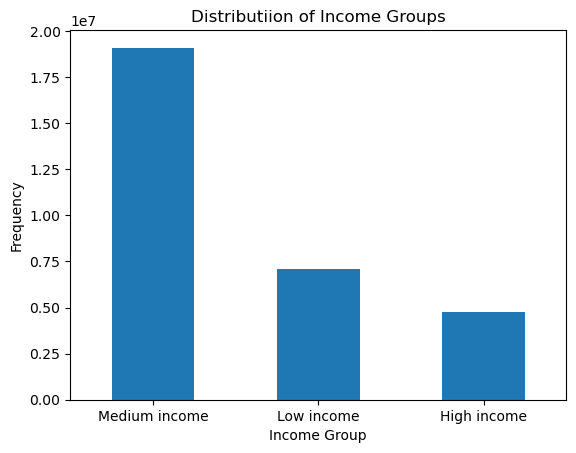 Distributiion of Income Groups
1e7
2.00
1.75
1.50
1.25
1.00
0.75
0.50
0.25
0.00
Frequency
Medium income Low income High income
Income Group